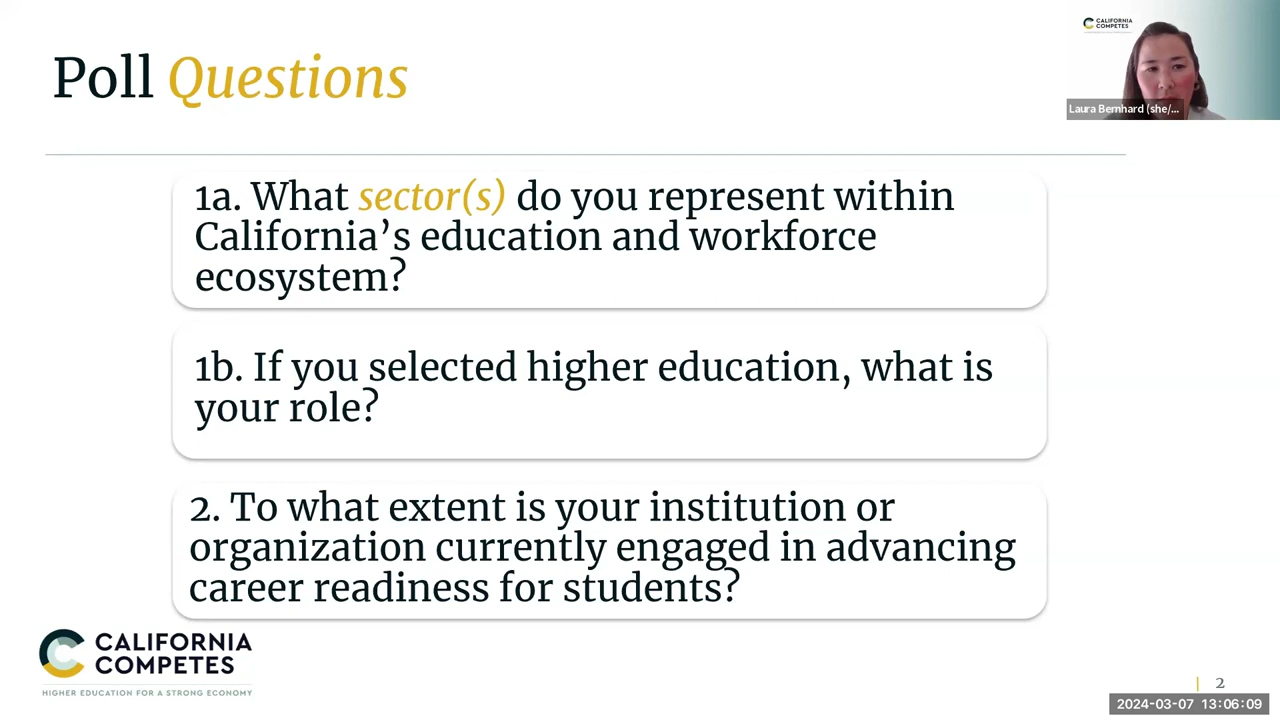 Poll Questions
CALIFORNIA
COMPETES
Laura Bernhard (she/...
1a. What sector(s) do you represent within
California’s education and workforce
ecosystem?
1b. If you selected higher education, what is
your role?
2. To what extent is your institution or
organization currently engaged in advancing
career readiness for students?
CALIFORNIA
COMPETES
HIGHER EDUCATION FOR A STRONG ECONOMY
| 2
2024-03-07 13:06:09